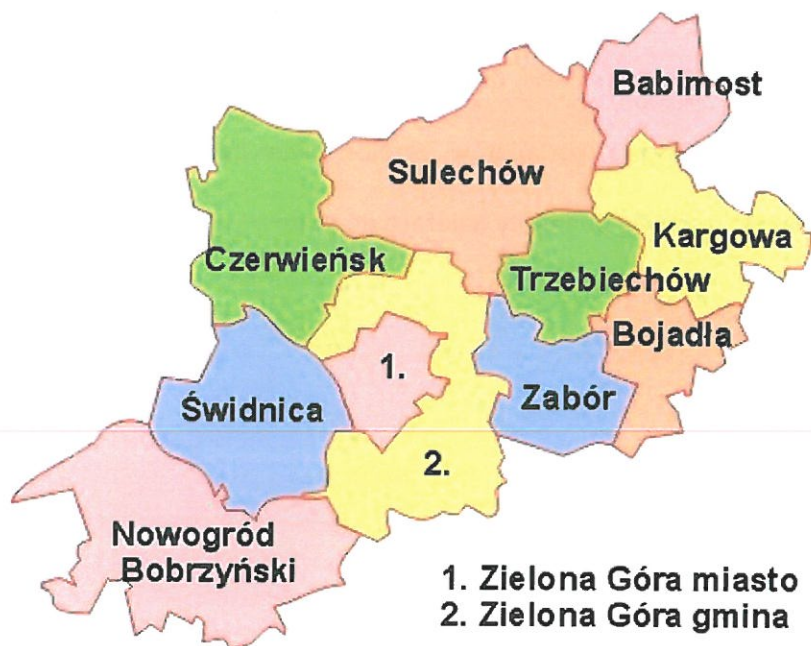 Babimost
Sulechów
Kargowa
Czerwieńsk
Trzebiechów
Bojadła
1.
Świdnica
Zabór
2.
Nowogród
Bobrzyński
1. Zielona Góra miasto
2. Zielona Góra gmina